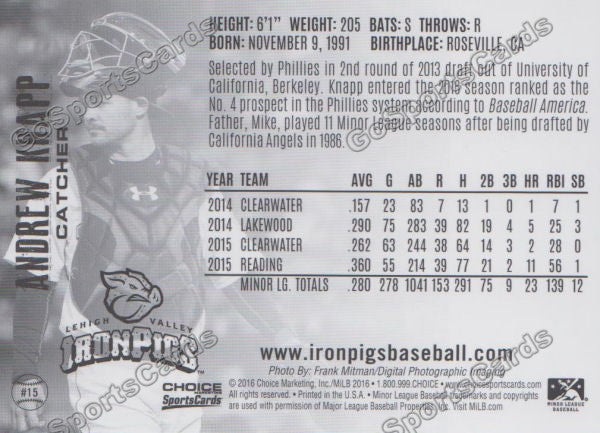 HEIGHT: 6'1" WEIGHT: 205 BATS: S THROWS: R
BORN: NOVEMBER 9, 1991 BIRTHPLACE: ROSEVILLE, CA
Selected by Phillies in 2nd round of 2013 draft out of University of
California, Berkeley. Knapp entered the 2016 season ranked as the
No. 4 prospect in the Phillies system according to Baseball America.
Father, Mike, played 11 Minor League seasons after being drafted by
California Angels in 1986.
ANDREW KNAPP
CATCHER
YEAR TEAM AVG G AB R H 2B 3B HR RBI SB
2014 CLEARWATER .157 23 83 7 13 1 0 1 7 1
2014 LAKEWOOD .290 75 283 39 82 19 4 5 25 3
2015 CLEARWATER .262 63 244 38 64 14 3 2 28 0
2015 READING .360 55 214 39 77 21 2 11 56 1
MINOR LG. TOTALS .280 278 1041 153 291 75 9 23 139 12
LEHIGH VALLEY
IRONPIGS
TM
#15
CHOICE
SportsCards
www.ironpigsbaseball.com
Photo By: Frank Mitman/Digital Photographic Imaging
© 2016 Choice Marketing, Inc./MiLB 2016 • 1.800.999.CHOICE • www.choicesportscards.com
All rights reserved. • Printed in the U.S.A. • Minor League Baseball trademarks and copyrights
are used with permission of Major League Baseball Properties, Inc. Visit MiLB.com
MINOR LEAGUE
BASEBALL
GoSportsCards
GoSportsCards
GoSportsCards
GoSportsCards
GoSportsCards